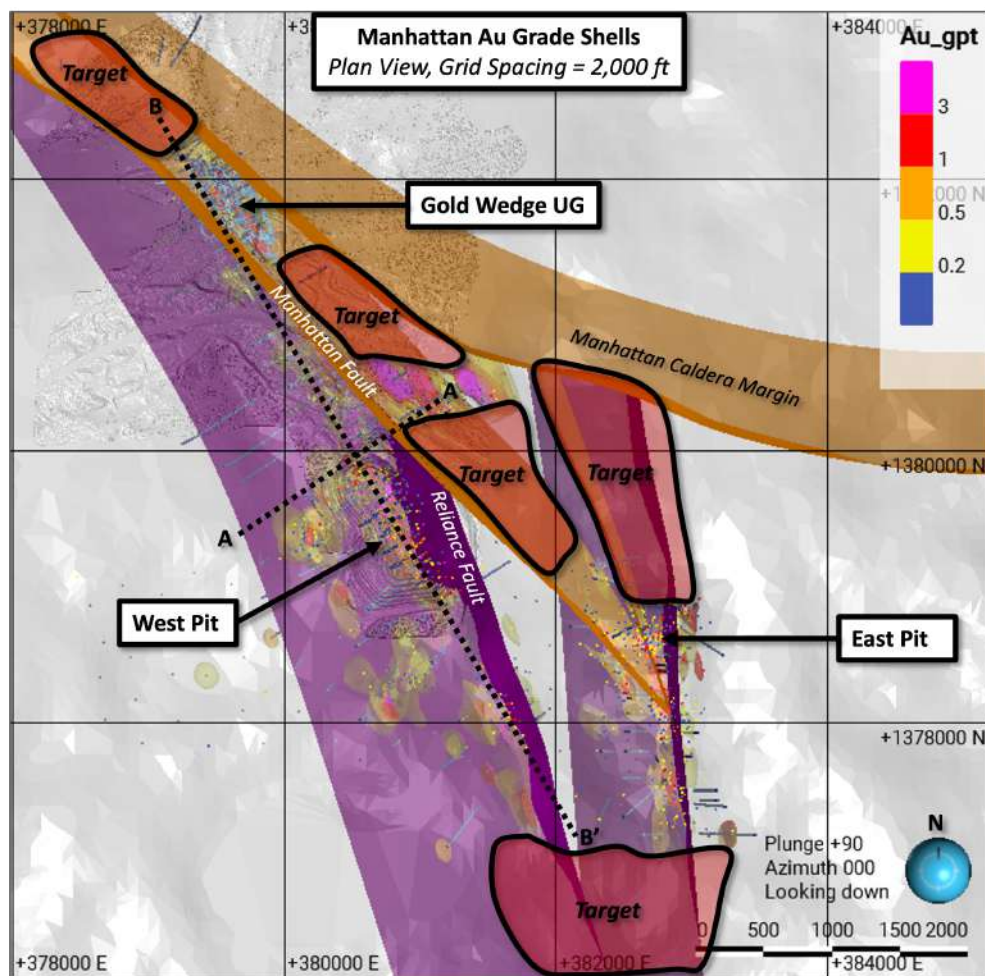 +378000 E
+3
Manhattan Au Grade Shells
Plan View, Grid Spacing = 2,000 ft
+384000 E
Au_gpt
3
1
0.5
0.2
Target
B
000 N
Gold Wedge UG
Target
Manhattan Fault
Manhattan Caldera Margin
A
+1380000 N
Target
Target
Reliance Fault
A
West Pit
East Pit
+1378000 N
B'
Plunge +90
Azimuth 000
Looking down
N
Target
0 500 1000 1500 2000
+378000 E
+380000 E
+382000 E
+384000 E